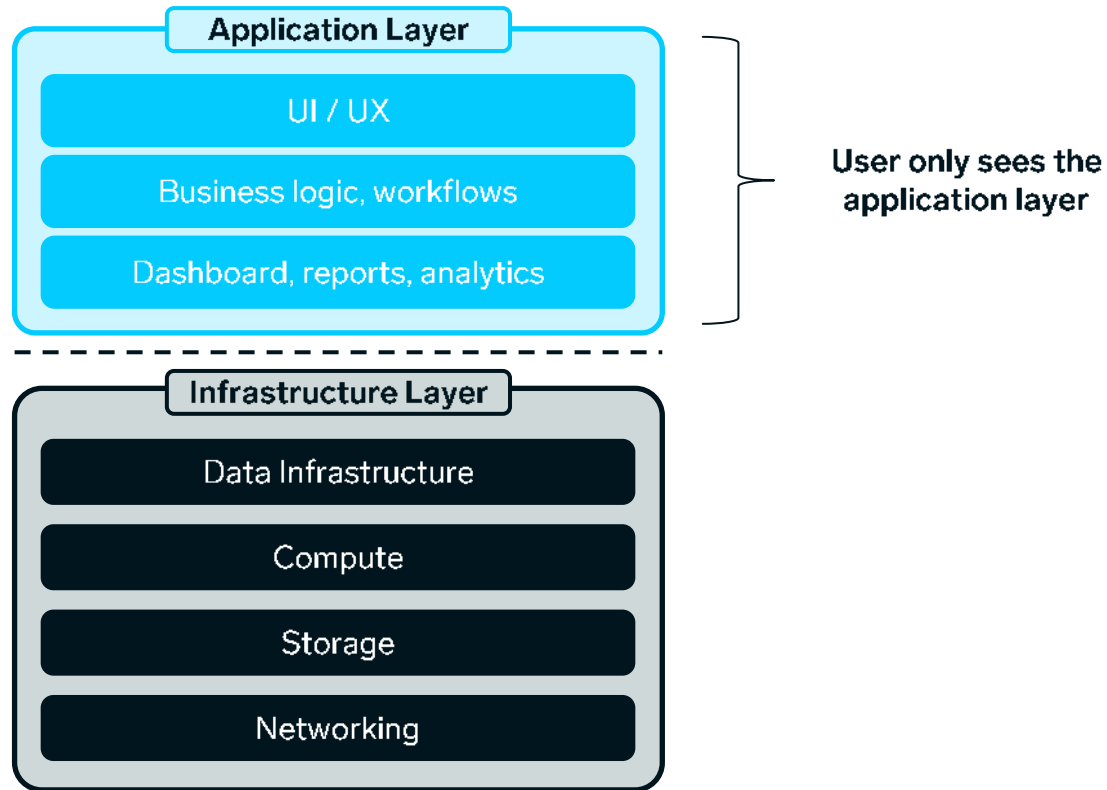 Application Layer
UI / UX
Business logic, workflows
Dashboard, reports, analytics
User only sees the
application layer
Infrastructure Layer
Data Infrastructure
Compute
Storage
Networking